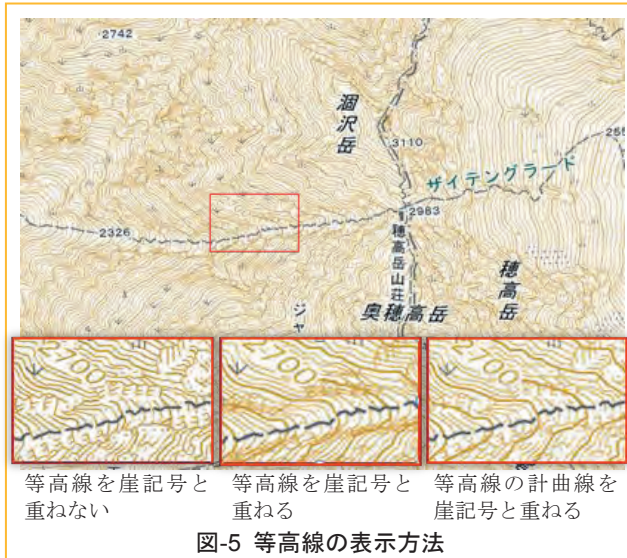 2742
涸沢岳
3110
ザイテングラード
2983
2326
穂高岳山荘
奥穂高岳
穂高岳
ジャ
2700
2700
2700
等高線を崖記号と
重ねない
等高線を崖記号と
重ねる
等高線の計曲線を
崖記号と重ねる
図-5 等高線の表示方法